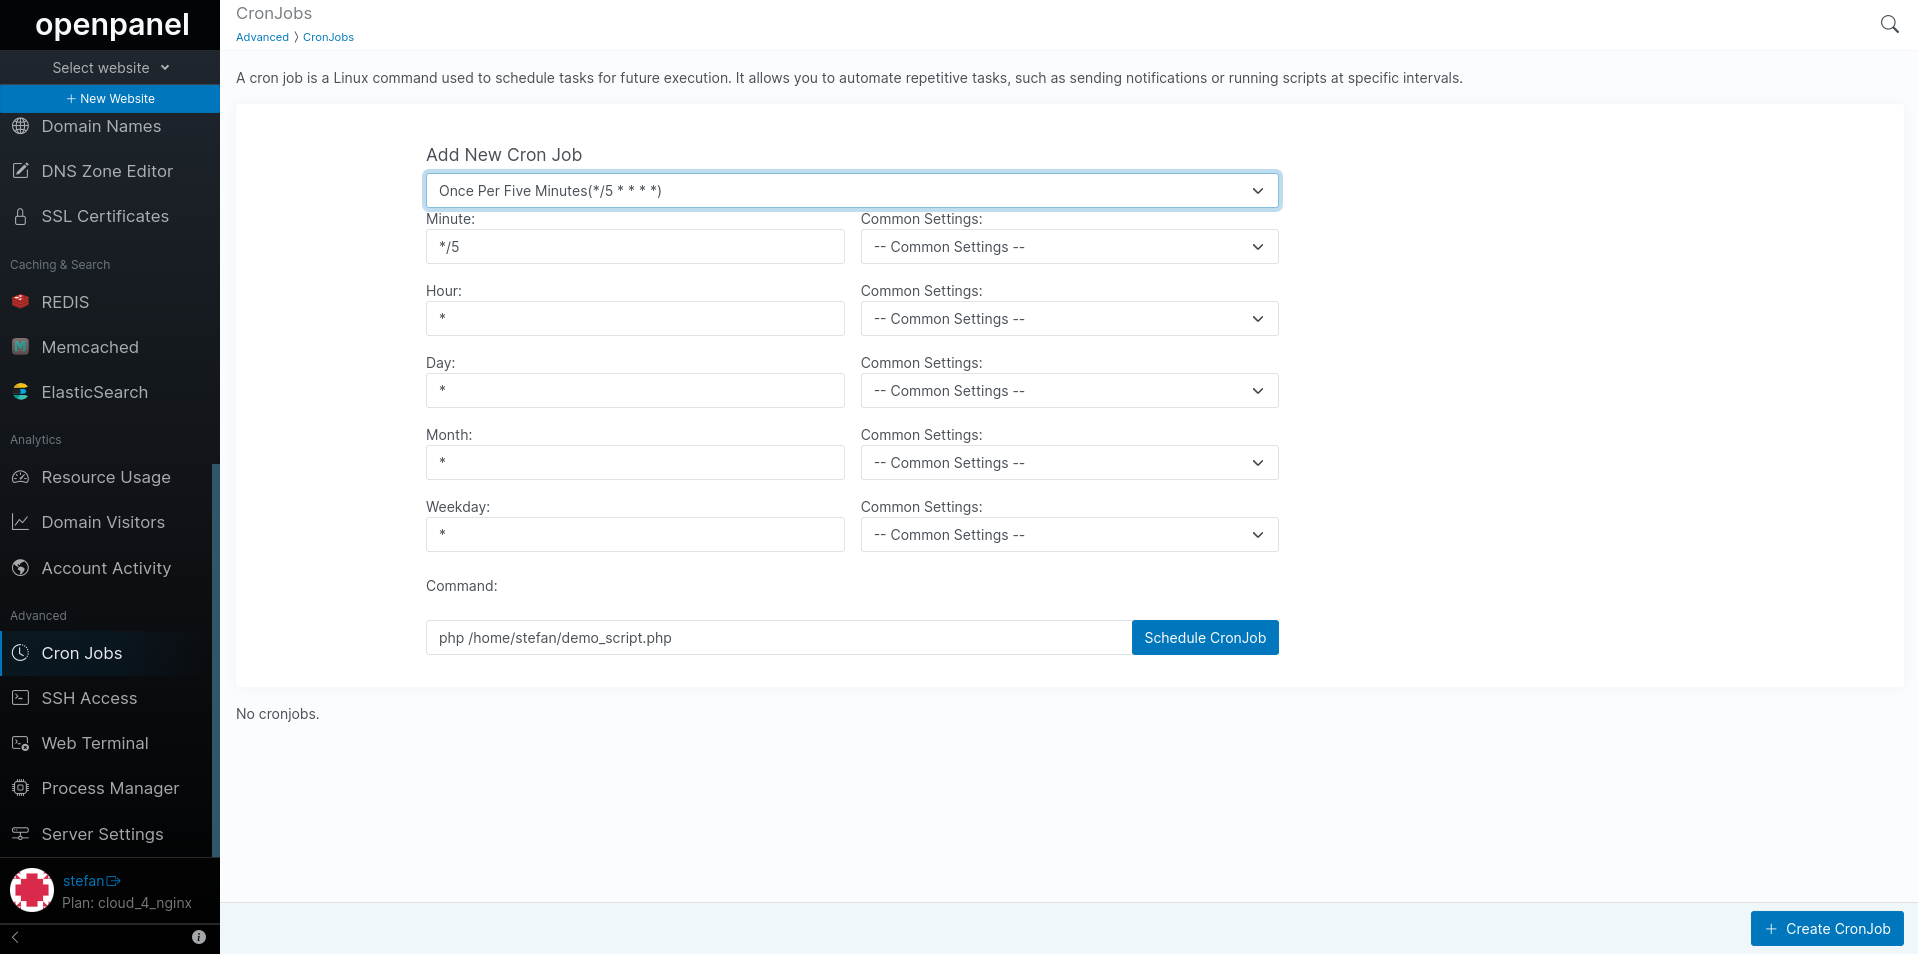 openpanel
Select website
+ New Website
Domain Names
DNS Zone Editor
SSL Certificates
Caching & Search
REDIS
Memcached
ElasticSearch
Analytics
Resource Usage
Domain Visitors
Account Activity
Advanced
Cron Jobs
SSH Access
Web Terminal
Process Manager
Server Settings
stefan
Plan: cloud_4_nginx
CronJobs
Advanced 〉 CronJobs
A cron job is a Linux command used to schedule tasks for future execution. It allows you to automate repetitive tasks, such as sending notifications or running scripts at specific intervals.
Add New Cron Job
Once Per Five Minutes(*/5 * * * *)
Minute: Common Settings:
*/5 -- Common Settings --
Hour: Common Settings:
* -- Common Settings --
Day: Common Settings:
* -- Common Settings --
Month: Common Settings:
* -- Common Settings --
Weekday: Common Settings:
* -- Common Settings --
Command:
php /home/stefan/demo_script.php Schedule CronJob
No cronjobs.
+ Create CronJob